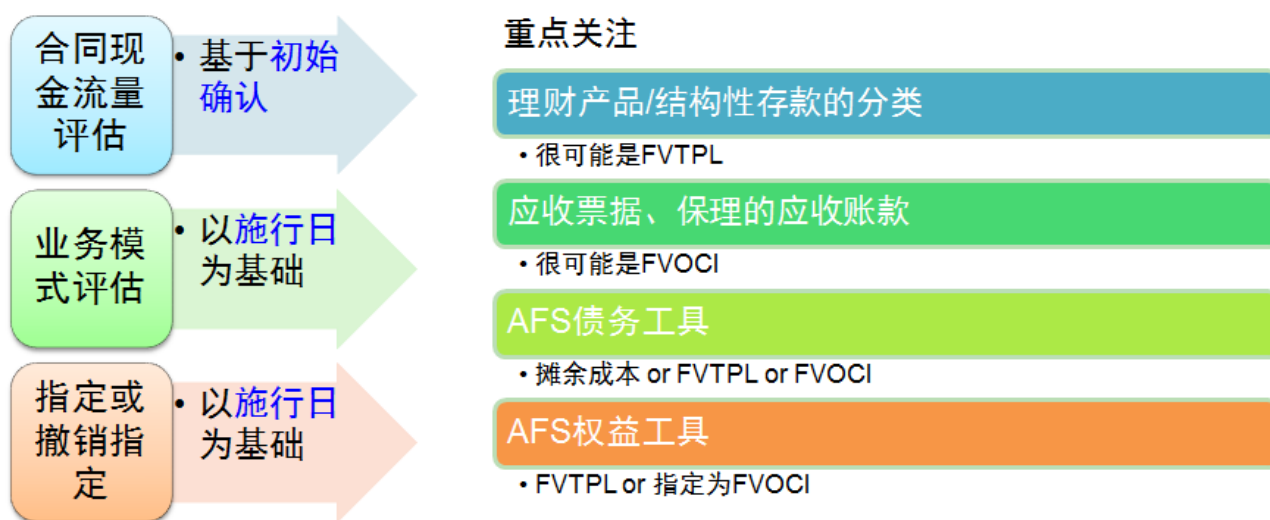 合同现
金流量
评估
• 基于初始
确认
业务模
式评估
• 以施行日
为基础
指定或
撤销指
定
• 以施行日
为基础
重点关注
理财产品/结构性存款的分类
• 很可能是FVTPL
应收票据、保理的应收账款
• 很可能是FVOCI
AFS债务工具
• 摊余成本 or FVTPL or FVOCI
AFS权益工具
• FVTPL or 指定为FVOCI